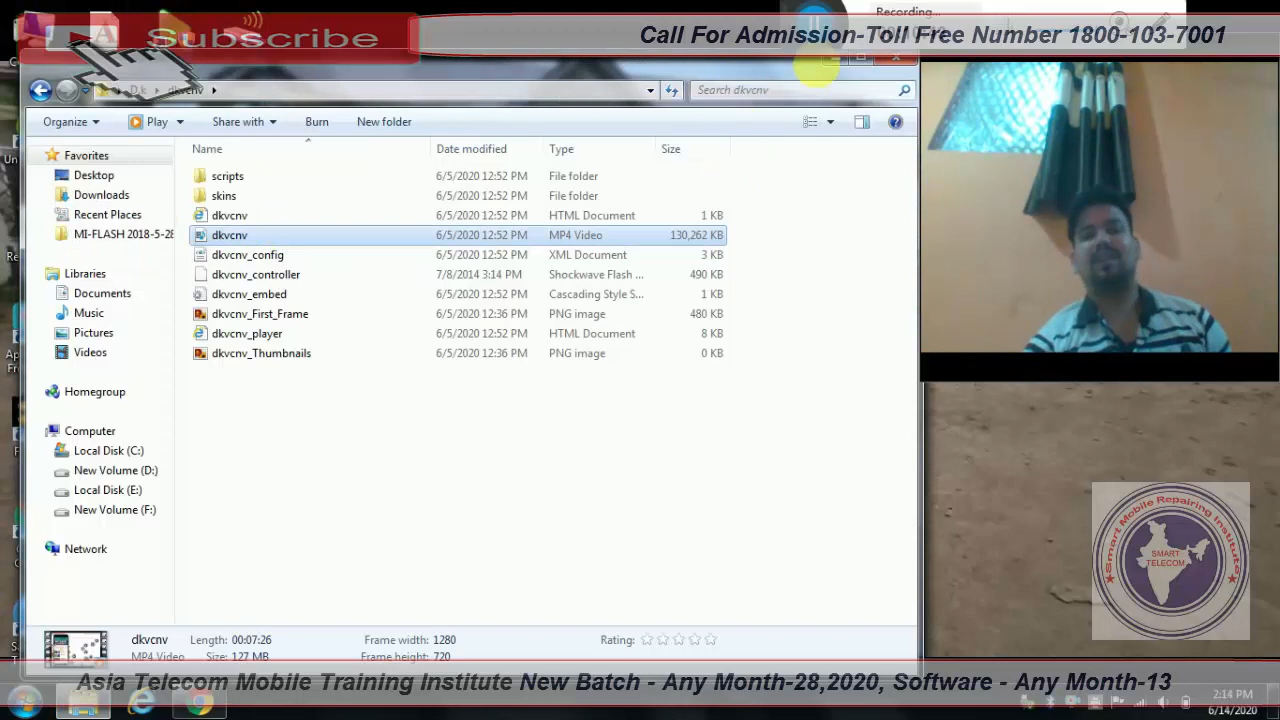 Recording...
Subscribe
Call For Admission-Toll Free Number 1800-103-7001
D.k ▸ dkvcnv ▸
Search dkvcnv
Organize
Play
Share with
Burn
New folder
Name
Date modified
Type
Size
Favorites
Desktop
Downloads
Recent Places
MI-FLASH 2018-5-28
Libraries
Documents
Music
Pictures
Videos
Homegroup
Computer
Local Disk (C:)
New Volume (D:)
Local Disk (E:)
New Volume (F:)
Network
scripts 6/5/2020 12:52 PM File folder
skins 6/5/2020 12:52 PM File folder
dkvcnv 6/5/2020 12:52 PM HTML Document 1 KB
dkvcnv 6/5/2020 12:52 PM MP4 Video 130,262 KB
dkvcnv_config 6/5/2020 12:52 PM XML Document 3 KB
dkvcnv_controller 7/8/2014 3:14 PM Shockwave Flash ... 490 KB
dkvcnv_embed 6/5/2020 12:52 PM Cascading Style S... 1 KB
dkvcnv_First_Frame 6/5/2020 12:36 PM PNG image 480 KB
dkvcnv_player 6/5/2020 12:52 PM HTML Document 8 KB
dkvcnv_Thumbnails 6/5/2020 12:36 PM PNG image 0 KB
Smart Mobile Repairing Institute
SMART
TELECOM
dkvcnv Length: 00:07:26 Frame width: 1280 Rating:
MP4 Video Size: 127 MB Frame height: 720
Asia Telecom Mobile Training Institute New Batch - Any Month-28,2020, Software - Any Month-13
2:14 PM
6/14/2020